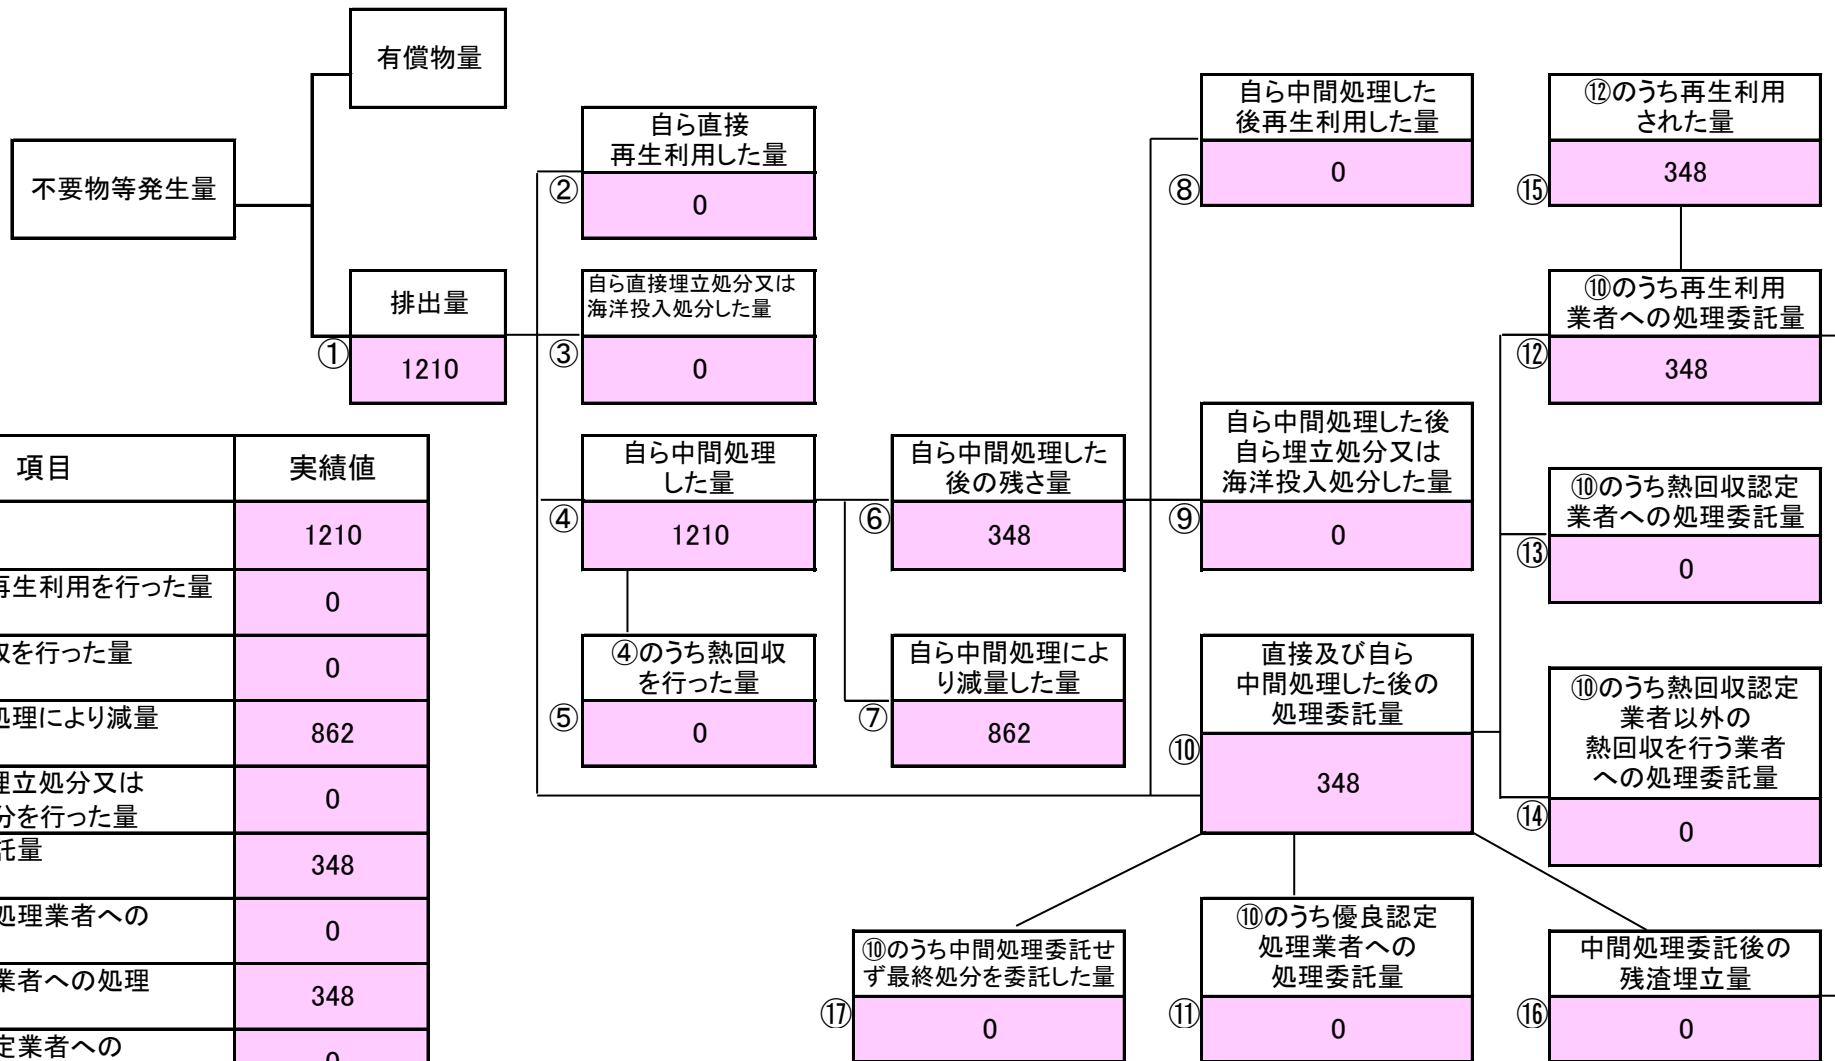 有償物量
不要物等発生量
排出量
①
1210
自ら直接
再生利用した量
②
0
自ら直接埋立処分又は
海洋投入処分した量
③
0
自ら中間処理
した量
④
1210
④のうち熱回収
を行った量
⑤
0
自ら中間処理した
後の残さ量
⑥
348
自ら中間処理によ
り減量した量
⑦
862
自ら中間処理した
後再生利用した量
⑧
0
自ら中間処理した後
自ら埋立処分又は
海洋投入処分した量
⑨
0
直接及び自ら
中間処理した後の
処理委託量
⑩
348
⑫のうち再生利用
された量
⑮
348
⑩のうち再生利用
業者への処理委託量
⑫
348
⑩のうち熱回収認定
業者への処理委託量
⑬
0
⑩のうち熱回収認定
業者以外の
熱回収を行う業者
への処理委託量
⑭
0
⑩のうち中間処理委託せ
ず最終処分を委託した量
⑰
0
⑩のうち優良認定
処理業者への
処理委託量
⑪
0
中間処理委託後の
残渣埋立量
⑯
0
項目 実績値
1210
再生利用を行った量 0
収を行った量 0
処理により減量 862
埋立処分又は
分を行った量 0
託量 348
処理業者への 0
業者への処理 348
定業者への 0